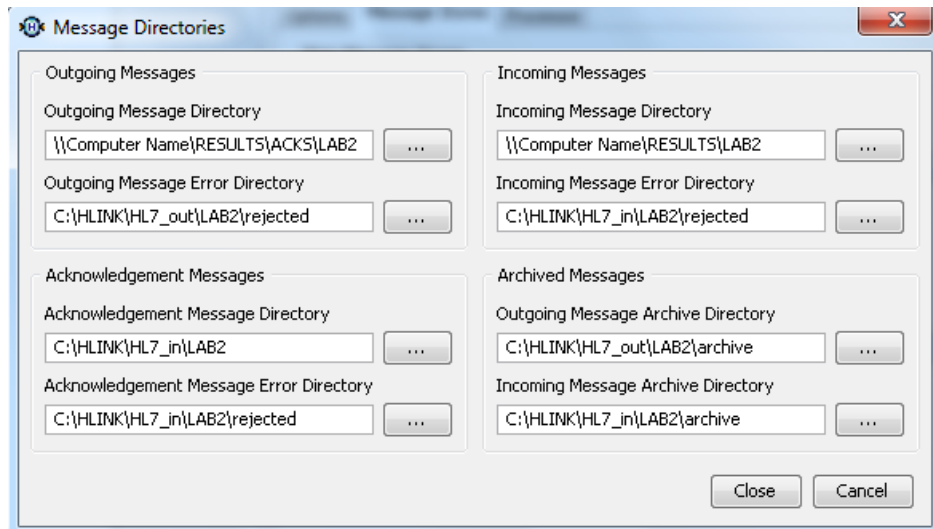 Message Directories
Outgoing Messages
Outgoing Message Directory
\\Computer Name\RESULTS\ACKS\LAB2
...
Outgoing Message Error Directory
C:\HLINK\HL7_out\LAB2\rejected
...
Incoming Messages
Incoming Message Directory
\\Computer Name\RESULTS\LAB2
...
Incoming Message Error Directory
C:\HLINK\HL7_in\LAB2\rejected
...
Acknowledgement Messages
Acknowledgement Message Directory
C:\HLINK\HL7_in\LAB2
...
Acknowledgement Message Error Directory
C:\HLINK\HL7_in\LAB2\rejected
...
Archived Messages
Outgoing Message Archive Directory
C:\HLINK\HL7_out\LAB2\archive
...
Incoming Message Archive Directory
C:\HLINK\HL7_in\LAB2\archive
...
Close
Cancel